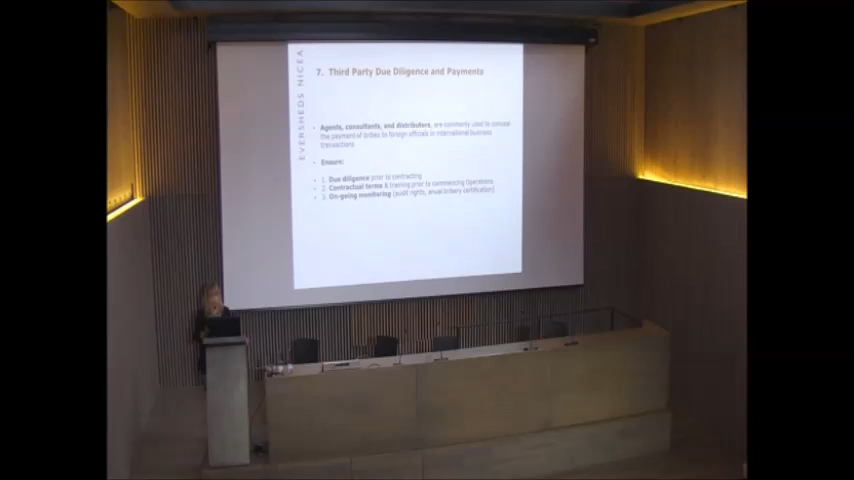 EVERSHEDS NICEA
7. Third Party Due Diligence and Payments
Agents, consultants, and distributors, are commonly used to conceal
the payment of bribes to foreign officials in international business
transactions
Ensure:
1. Due diligence prior to contracting
2. Contractual terms & training prior to commencing Operations
3. On-going monitoring (audit rights, anual bribery certification)